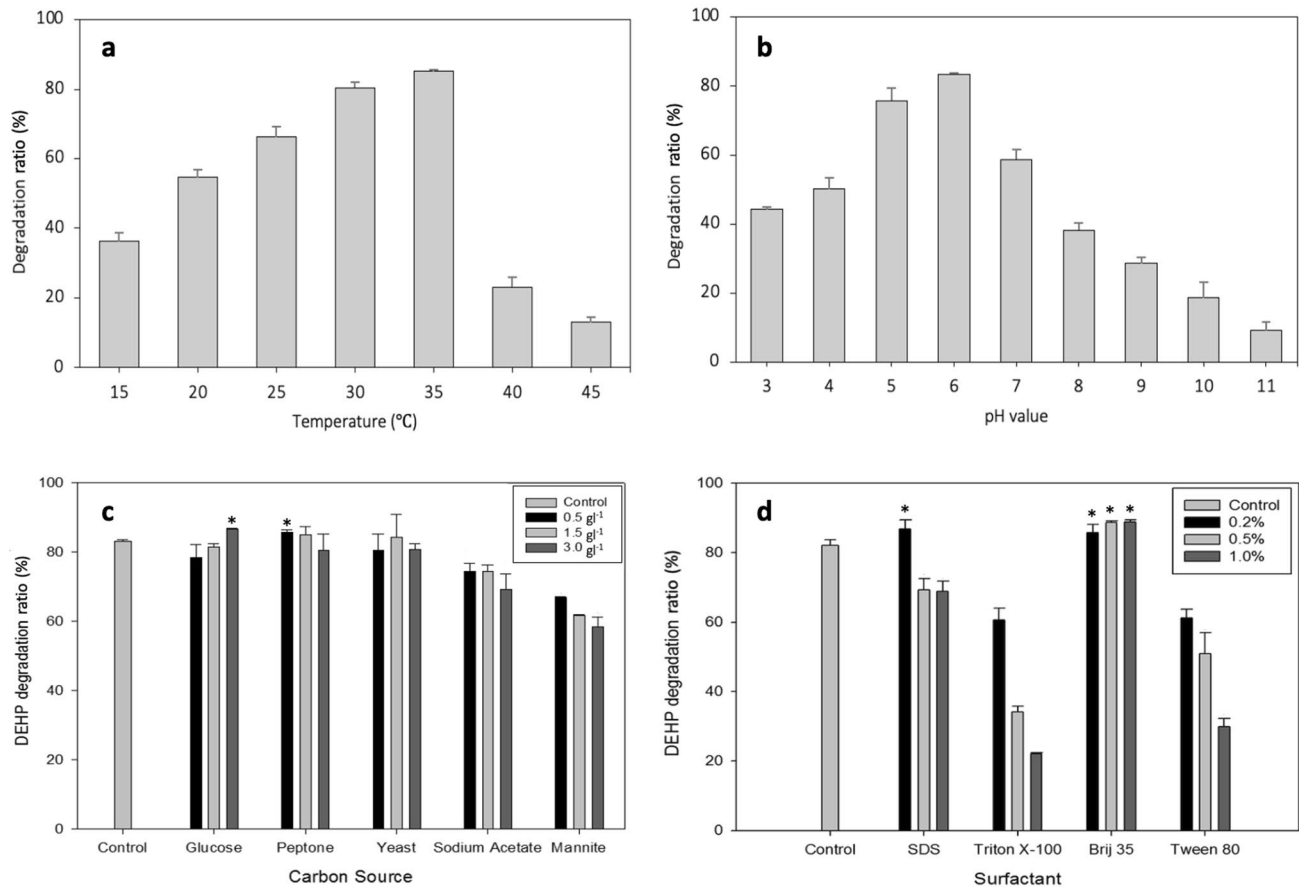 a
Degradation ratio (%)
100
80
60
40
20
0
15 20 25 30 35 40 45
Temperature (°C)
b
Degradation ratio (%)
100
80
60
40
20
0
3 4 5 6 7 8 9 10 11
pH value
c
DEHP degradation ratio (%)
100
80
60
40
20
0
Control
0.5 gl⁻¹
1.5 gl⁻¹
3.0 gl⁻¹
* *
Control Glucose Peptone Yeast Sodium Acetate Mannite
Carbon Source
d
DEHP degradation ratio (%)
100
80
60
40
20
0
Control
0.2%
0.5%
1.0%
* * * *
Control SDS Triton X-100 Brij 35 Tween 80
Surfactant